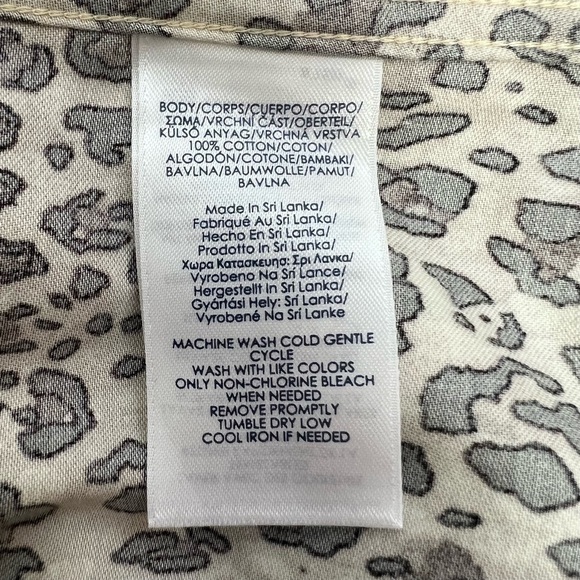 BODY/CORPS/CUERPO/CORPO/
ΣΩΜΑ/VRCHNÍ ČÁST/OBERTEIL/
KÜLSŐ ANYAG/VRCHNÁ VRSTVA
100% COTTON/COTON/
ALGODÓN/COTONE/ΒΑΜΒΑΚΙ/
BAVLNA/BAUMWOLLE/PAMUT/
BAVLNA
Made In Sri Lanka/
Fabriqué Au Sri Lanka/
Hecho En Sri Lanka/
Prodotto In Sri Lanka/
Χωρα Κατασκευης: Σρι Λανκα/
Vyrobeno Na Srí Lance/
Hergestellt In Sri Lanka/
Gyártási Hely: Srí Lanka/
Vyrobené Na Srí Lanke
MACHINE WASH COLD GENTLE
CYCLE
WASH WITH LIKE COLORS
ONLY NON-CHLORINE BLEACH
WHEN NEEDED
REMOVE PROMPTLY
TUMBLE DRY LOW
COOL IRON IF NEEDED